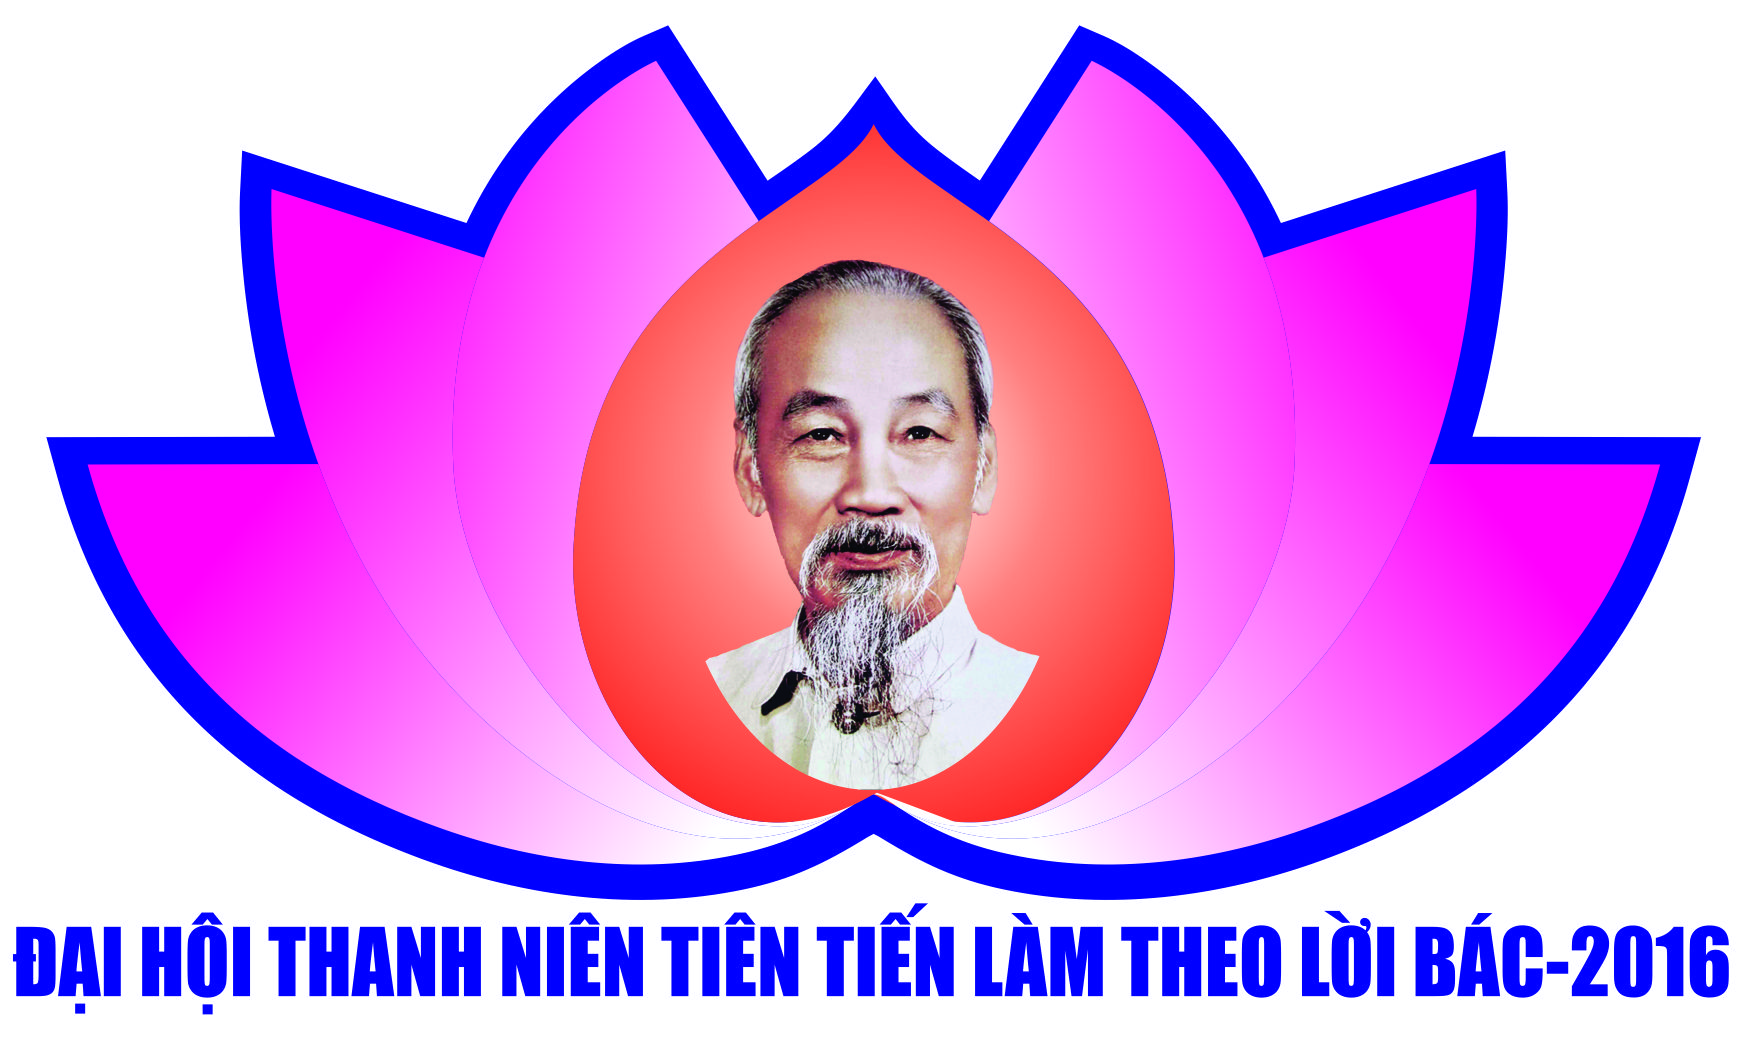 ĐẠI HỘI THANH NIÊN TIÊN TIẾN LÀM THEO LỜI BÁC-2016